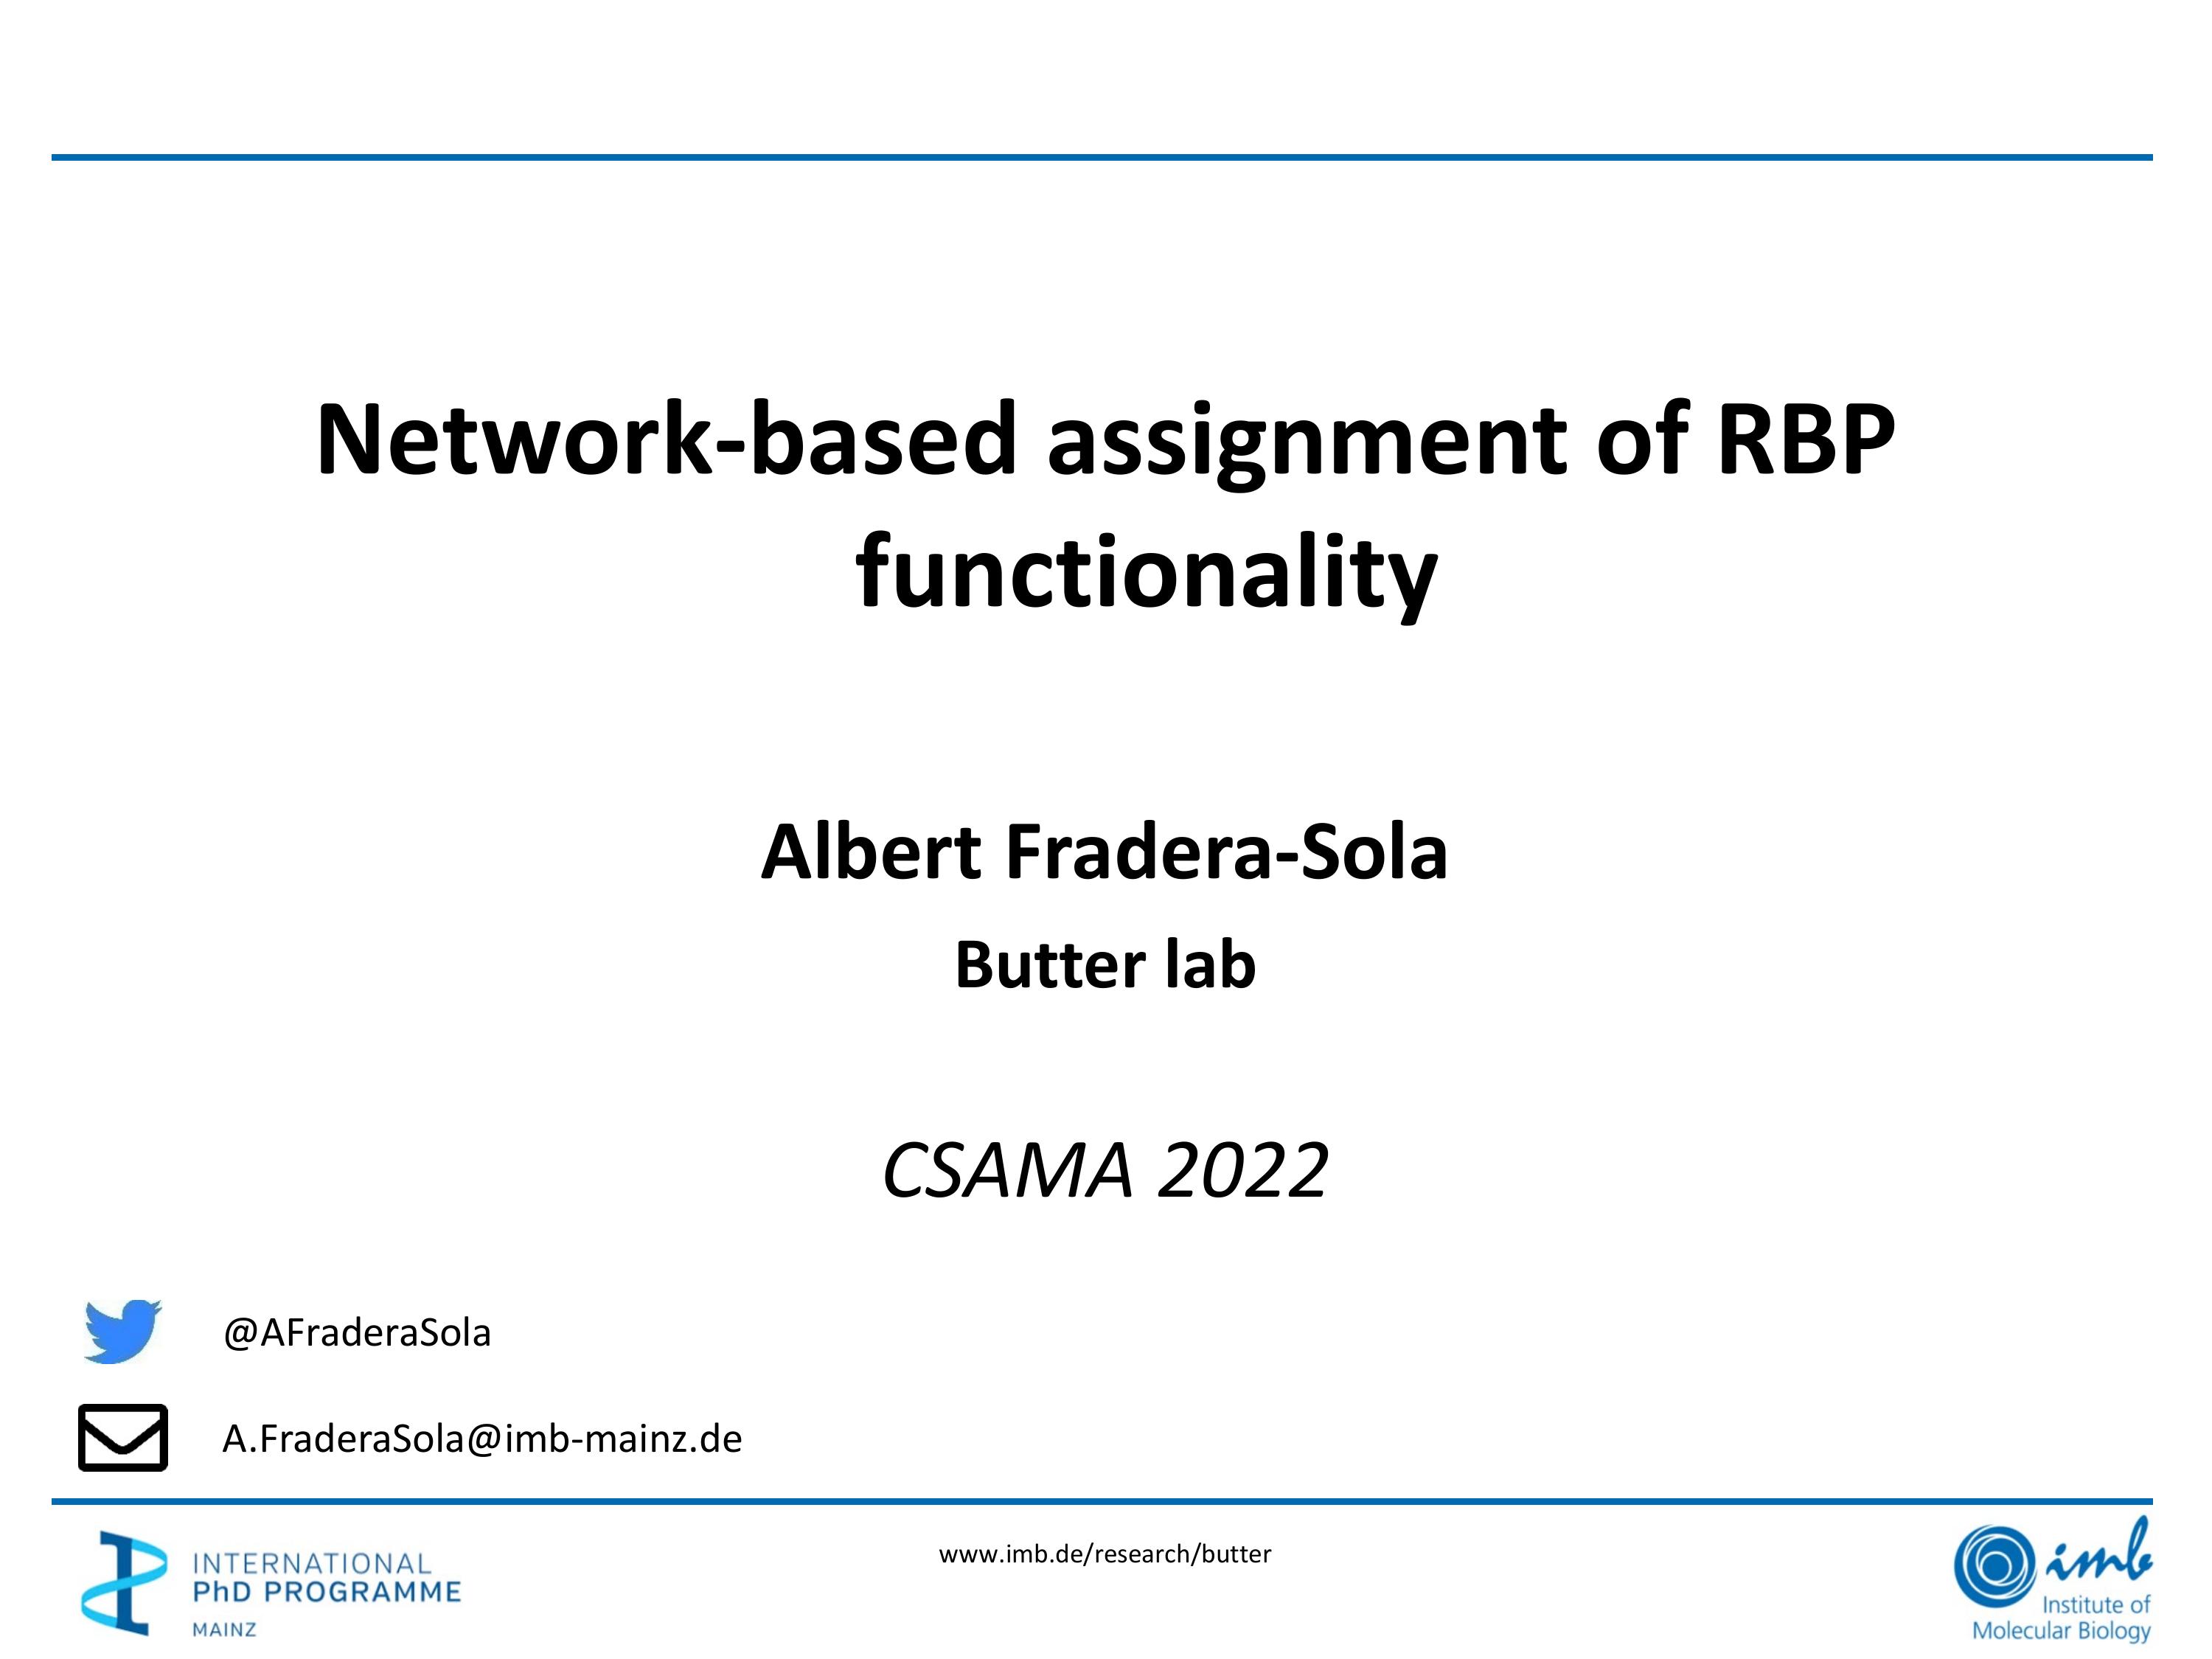 Network-based assignment of RBP
functionality
Albert Fradera-Sola
Butter lab
CSAMA 2022
@AFraderaSola
A.FraderaSola@imb-mainz.de
INTERNATIONAL
PhD PROGRAMME
MAINZ
www.imb.de/research/butter
imb
Institute of
Molecular Biology